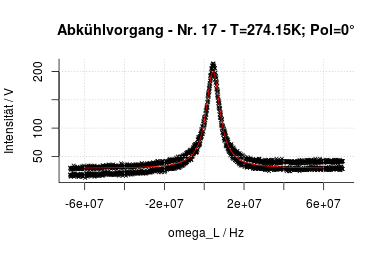 Abkühlvorgang - Nr. 17 - T=274.15K; Pol=0°
Intensität / V
200
100
50
-6e+07 -2e+07 2e+07 6e+07
omega_L / Hz